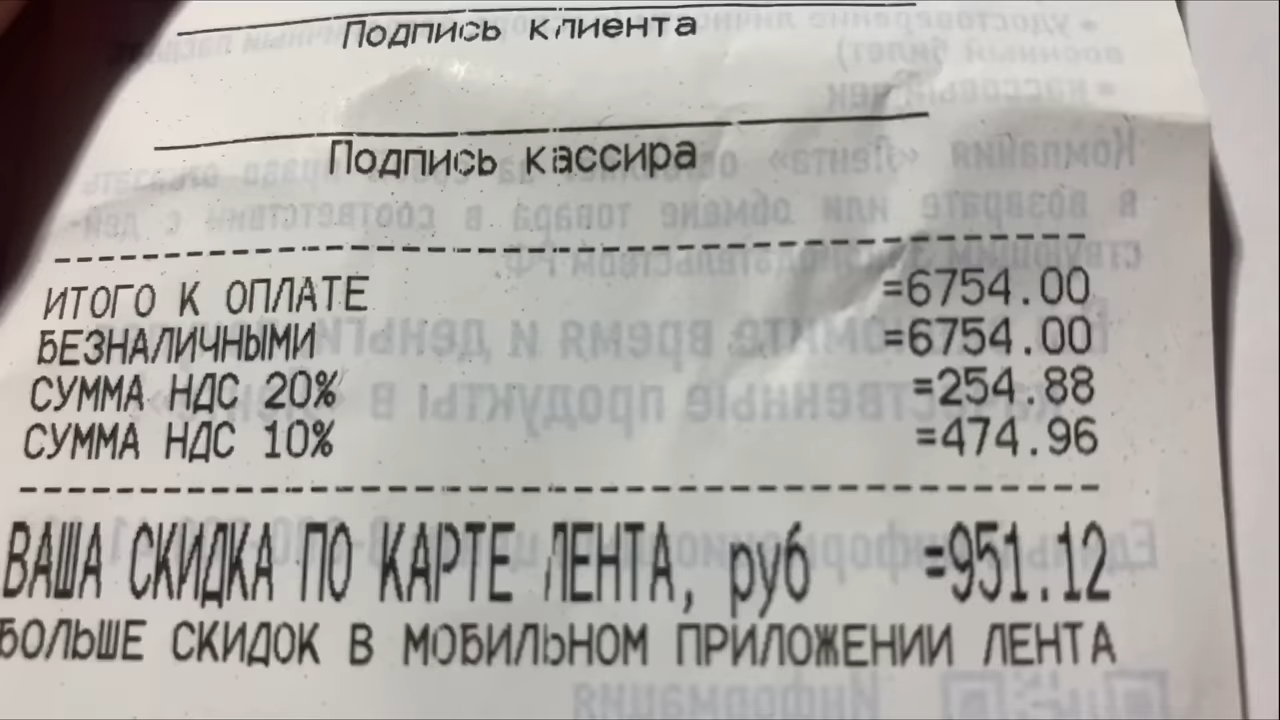 Подпись клиента
Подпись кассира
ИТОГО К ОПЛАТЕ =6754.00
БЕЗНАЛИЧНЫМИ =6754.00
СУММА НДС 20% =254.88
СУММА НДС 10% =474.96
ВАША СКИДКА ПО КАРТЕ ЛЕНТА, руб =951.12
БОЛЬШЕ СКИДОК В МОБИЛЬНОМ ПРИЛОЖЕНИИ ЛЕНТА